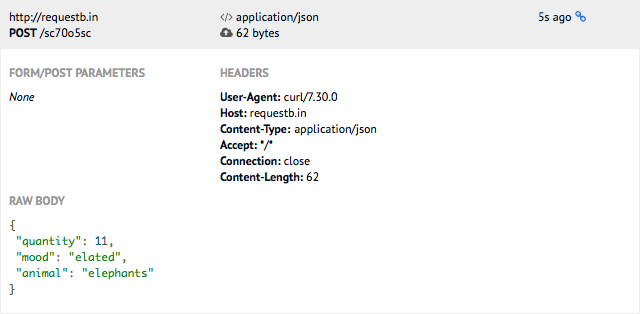 http://requestb.in
POST /sc70o5sc
</> application/json
62 bytes
5s ago
FORM/POST PARAMETERS
None
HEADERS
User-Agent: curl/7.30.0
Host: requestb.in
Content-Type: application/json
Accept: */*
Connection: close
Content-Length: 62
RAW BODY
{
 "quantity": 11,
 "mood": "elated",
 "animal": "elephants"
}